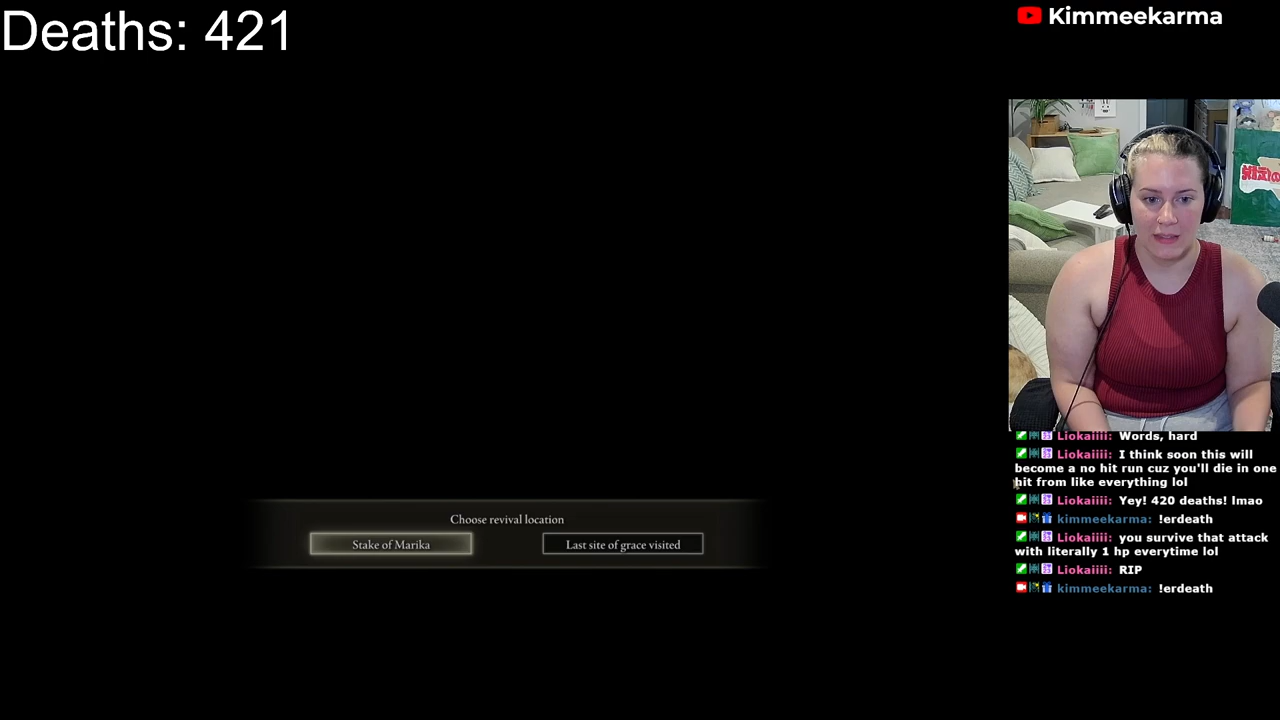 Deaths: 421
Kimmeekarma
Choose revival location
Stake of Marika
Last site of grace visited
Liokaiiii: Words, hard
Liokaiiii: I think soon this will
become a no hit run cuz you'll die in one
hit from like everything lol
Liokaiiii: Yey! 420 deaths! lmao
kimmeekarma: !erdeath
Liokaiiii: you survive that attack
with literally 1 hp everytime lol
Liokaiiii: RIP
kimmeekarma: !erdeath